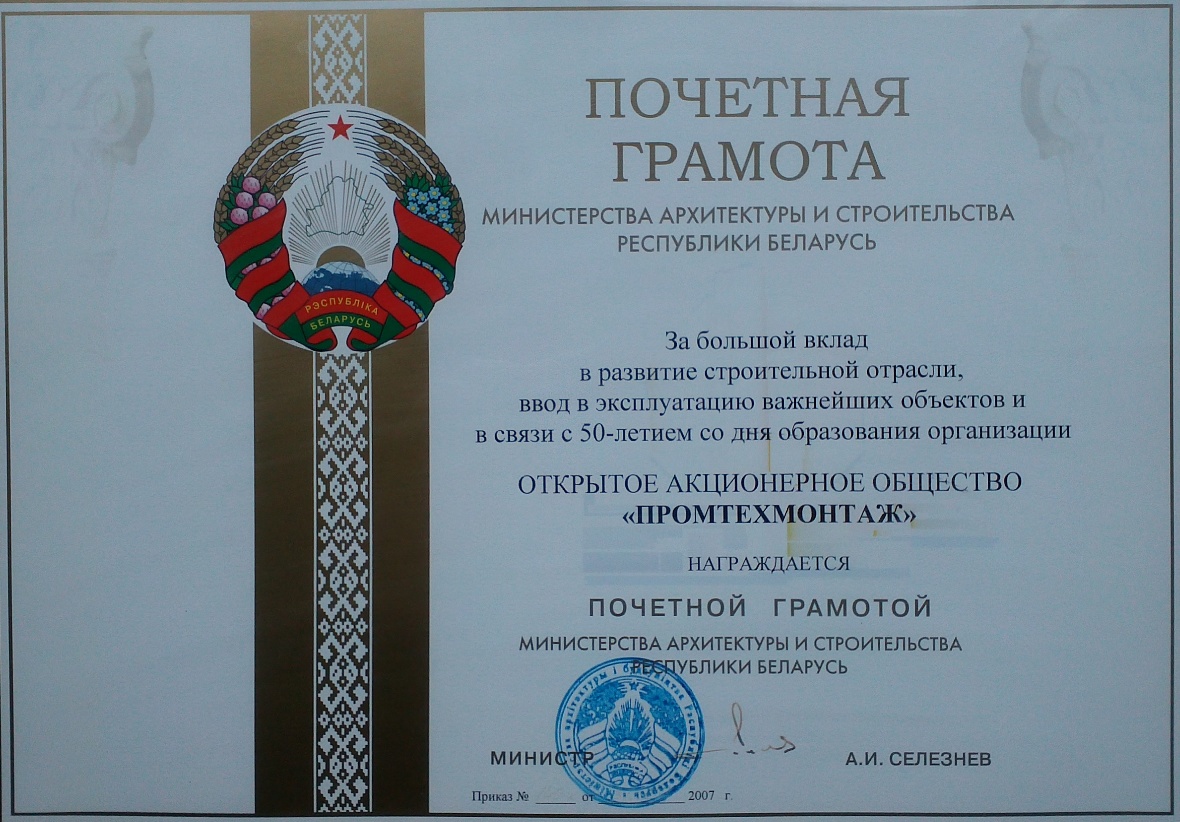 ПОЧЕТНАЯ
ГРАМОТА
МИНИСТЕРСТВА АРХИТЕКТУРЫ И СТРОИТЕЛЬСТВА
РЕСПУБЛИКИ БЕЛАРУСЬ
РЭСПУБЛІКА
БЕЛАРУСЬ
За большой вклад
в развитие строительной отрасли,
ввод в эксплуатацию важнейших объектов и
в связи с 50-летием со дня образования организации
ОТКРЫТОЕ АКЦИОНЕРНОЕ ОБЩЕСТВО
«ПРОМТЕХМОНТАЖ»
НАГРАЖДАЕТСЯ
ПОЧЕТНОЙ ГРАМОТОЙ
МИНИСТЕРСТВА АРХИТЕКТУРЫ И СТРОИТЕЛЬСТВА
РЕСПУБЛИКИ БЕЛАРУСЬ
МИНИСТР А.И. СЕЛЕЗНЕВ
Приказ № ______ от ____________ 2007 г.